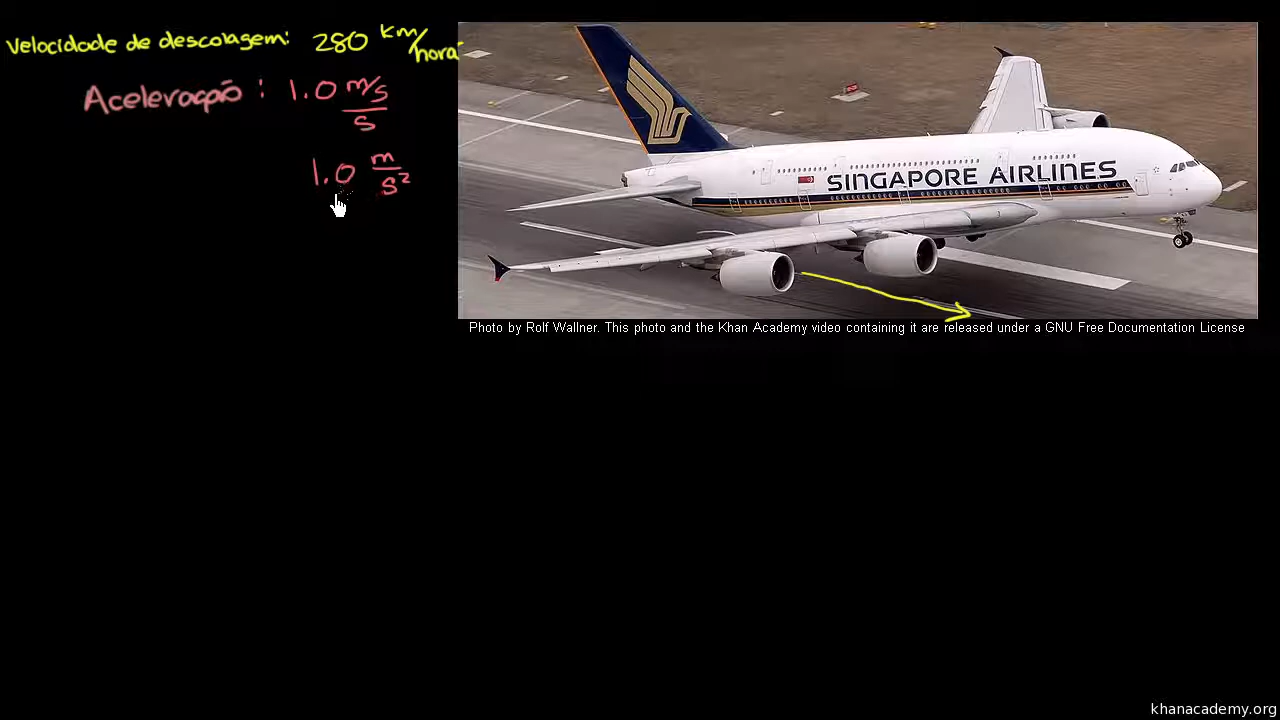 Velocidade de descolagem: 280 km/hora
Aceleração: 1.0 m/s/s
1.0 m/s²
SINGAPORE AIRLINES
Photo by Rolf Wallner. This photo and the Khan Academy video containing it are released under a GNU Free Documentation License
khanacademy.org